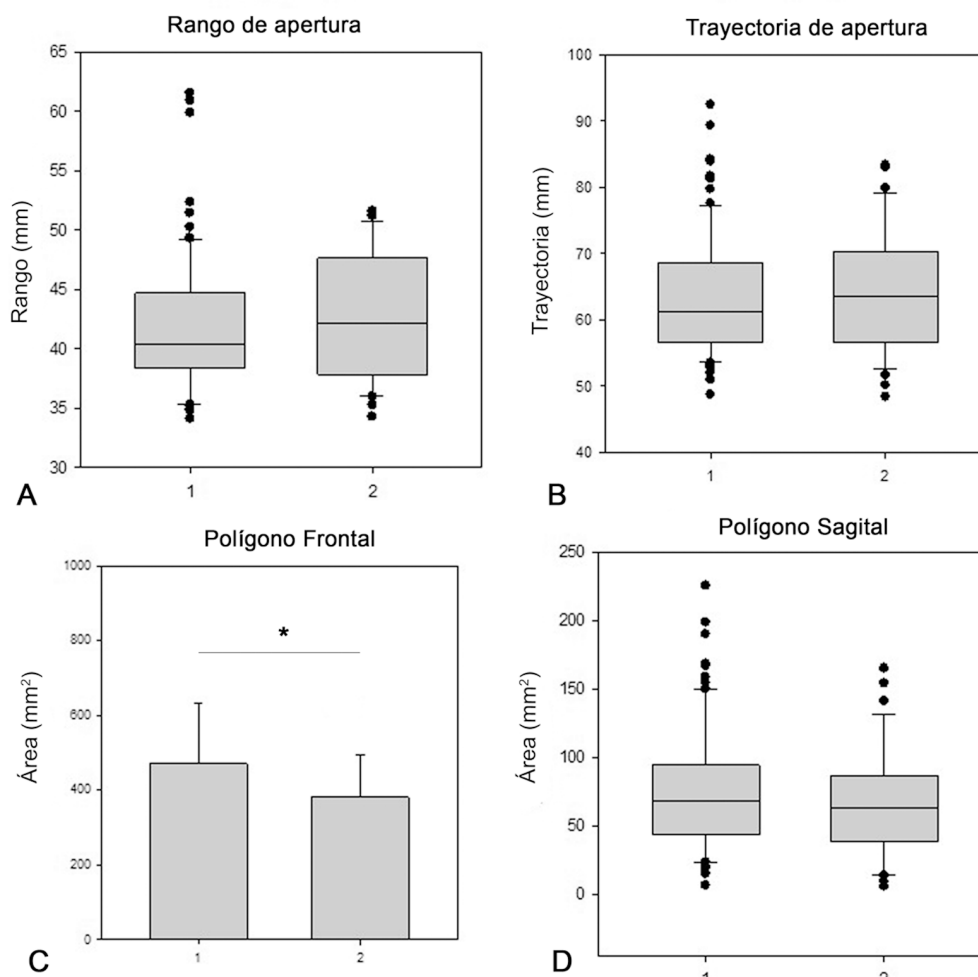 Rango de apertura
65
60
55
50
45
40
35
30
Rango (mm)
1 2
A
Trayectoria de apertura
100
90
80
70
60
50
40
Trayectoria (mm)
1 2
B
Polígono Frontal
1000
800
600
400
200
0
Área (mm²)
*
1 2
C
Polígono Sagital
250
200
150
100
50
0
Área (mm²)
1 2
D